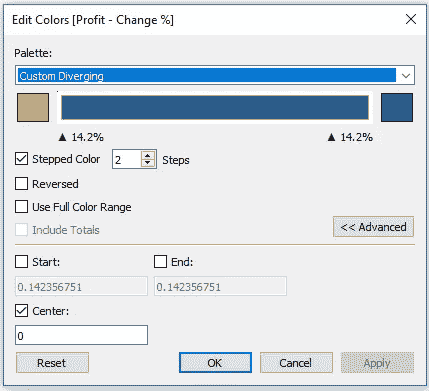 Edit Colors [Profit - Change %]
Palette:
Custom Diverging
▲ 14.2% ▲ 14.2%
Stepped Color 2 Steps
Reversed
Use Full Color Range
Include Totals
<< Advanced
Start: End:
0.142356751 0.142356751
Center:
0
Reset OK Cancel Apply